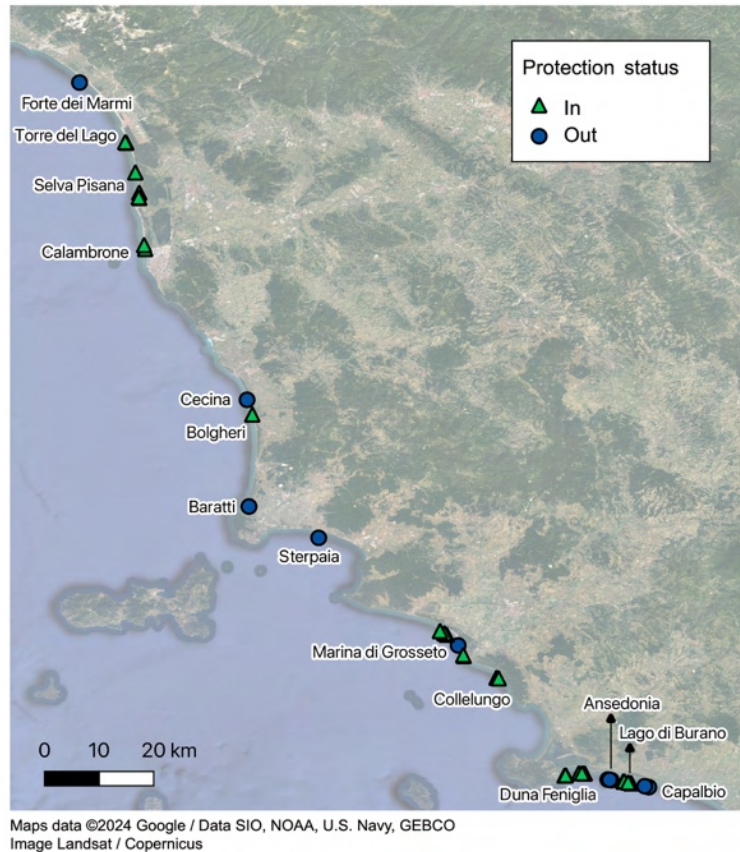 Protection status
In
Out
Forte dei Marmi
Torre del Lago
Selva Pisana
Calambrone
Cecina
Bolgheri
Baratti
Sterpaia
Marina di Grosseto
Collelungo
Ansedonia
Lago di Burano
Duna Feniglia
Capalbio
0 10 20 km
Maps data ©2024 Google / Data SIO, NOAA, U.S. Navy, GEBCO
Image Landsat / Copernicus